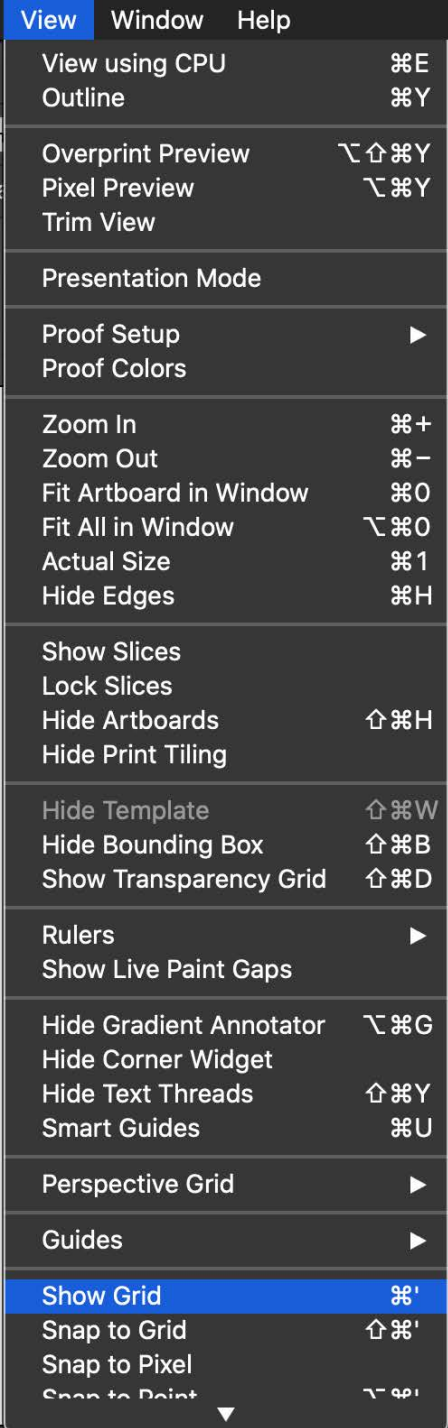 View Window Help
View using CPU ⌘E
Outline ⌘Y
Overprint Preview ⌥⇧⌘Y
Pixel Preview ⌥⌘Y
Trim View
Presentation Mode
Proof Setup ▶
Proof Colors
Zoom In ⌘+
Zoom Out ⌘−
Fit Artboard in Window ⌘0
Fit All in Window ⌥⌘0
Actual Size ⌘1
Hide Edges ⌘H
Show Slices
Lock Slices
Hide Artboards ⇧⌘H
Hide Print Tiling
Hide Template ⇧⌘W
Hide Bounding Box ⇧⌘B
Show Transparency Grid ⇧⌘D
Rulers ▶
Show Live Paint Gaps
Hide Gradient Annotator ⌥⌘G
Hide Corner Widget
Hide Text Threads ⇧⌘Y
Smart Guides ⌘U
Perspective Grid ▶
Guides ▶
Show Grid ⌘'
Snap to Grid ⇧⌘'
Snap to Pixel
Snap to Point ⌥⌘'